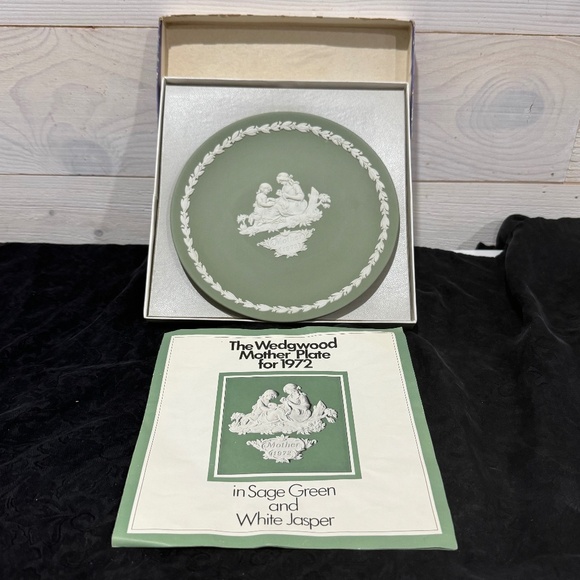 The Wedgwood
Mother Plate
for 1972
Mother
1972
in Sage Green
and
White Jasper